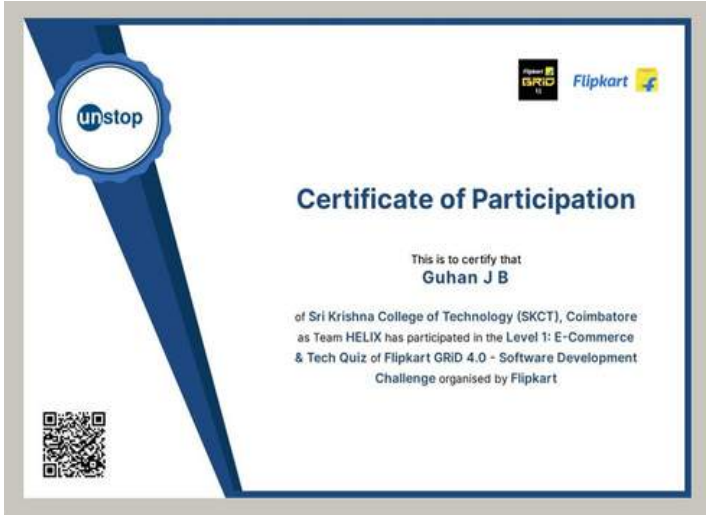 unstop
Flipkart
GRiD
Flipkart
Certificate of Participation
This is to certify that
Guhan J B
of Sri Krishna College of Technology (SKCT), Coimbatore
as Team HELIX has participated in the Level 1: E-Commerce
& Tech Quiz of Flipkart GRiD 4.0 - Software Development
Challenge organised by Flipkart